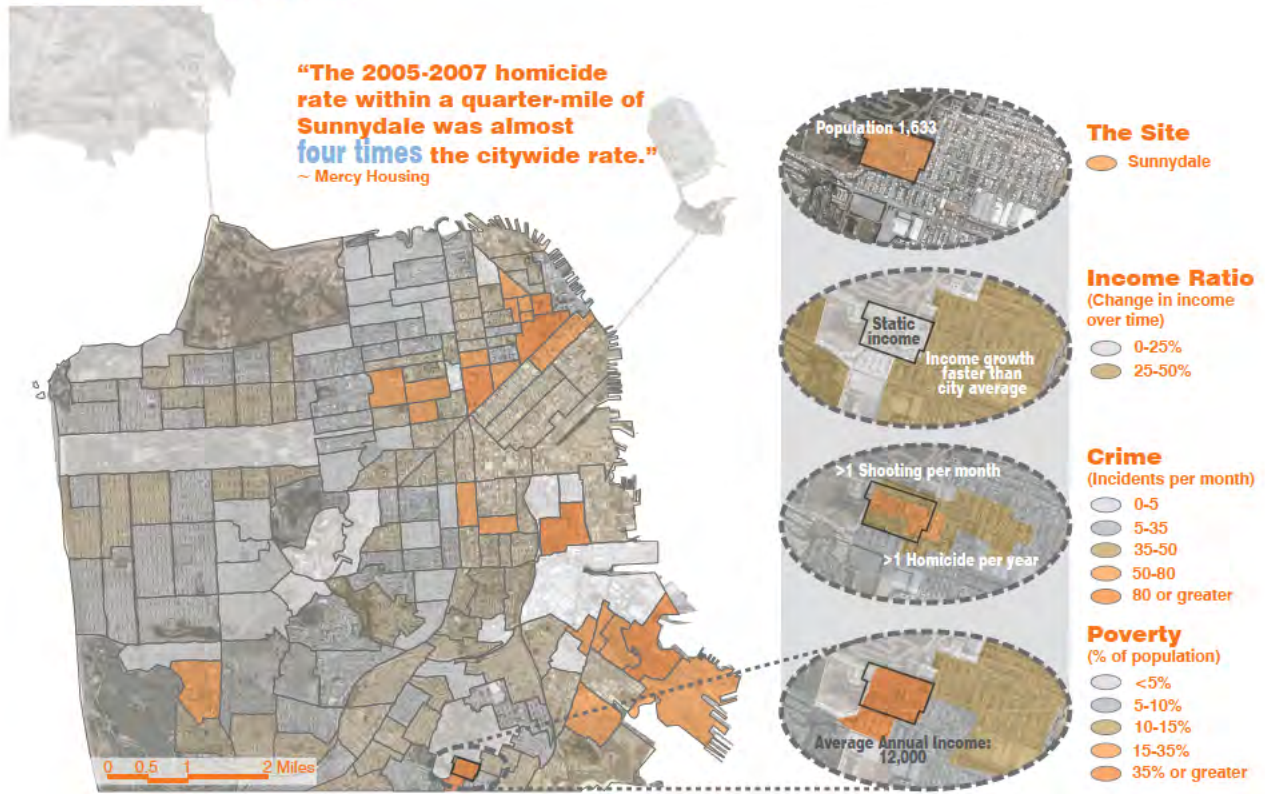 “The 2005-2007 homicide
rate within a quarter-mile of
Sunnydale was almost
four times the citywide rate.”
~ Mercy Housing
Population 1,633
The Site
Sunnydale
Static
income
Income growth
faster than
city average
Income Ratio
(Change in income
over time)
0-25%
25-50%
>1 Shooting per month
>1 Homicide per year
Crime
(Incidents per month)
0-5
5-35
35-50
50-80
80 or greater
Average Annual Income:
12,000
Poverty
(% of population)
<5%
5-10%
10-15%
15-35%
35% or greater
0 0.5 1 2 Miles